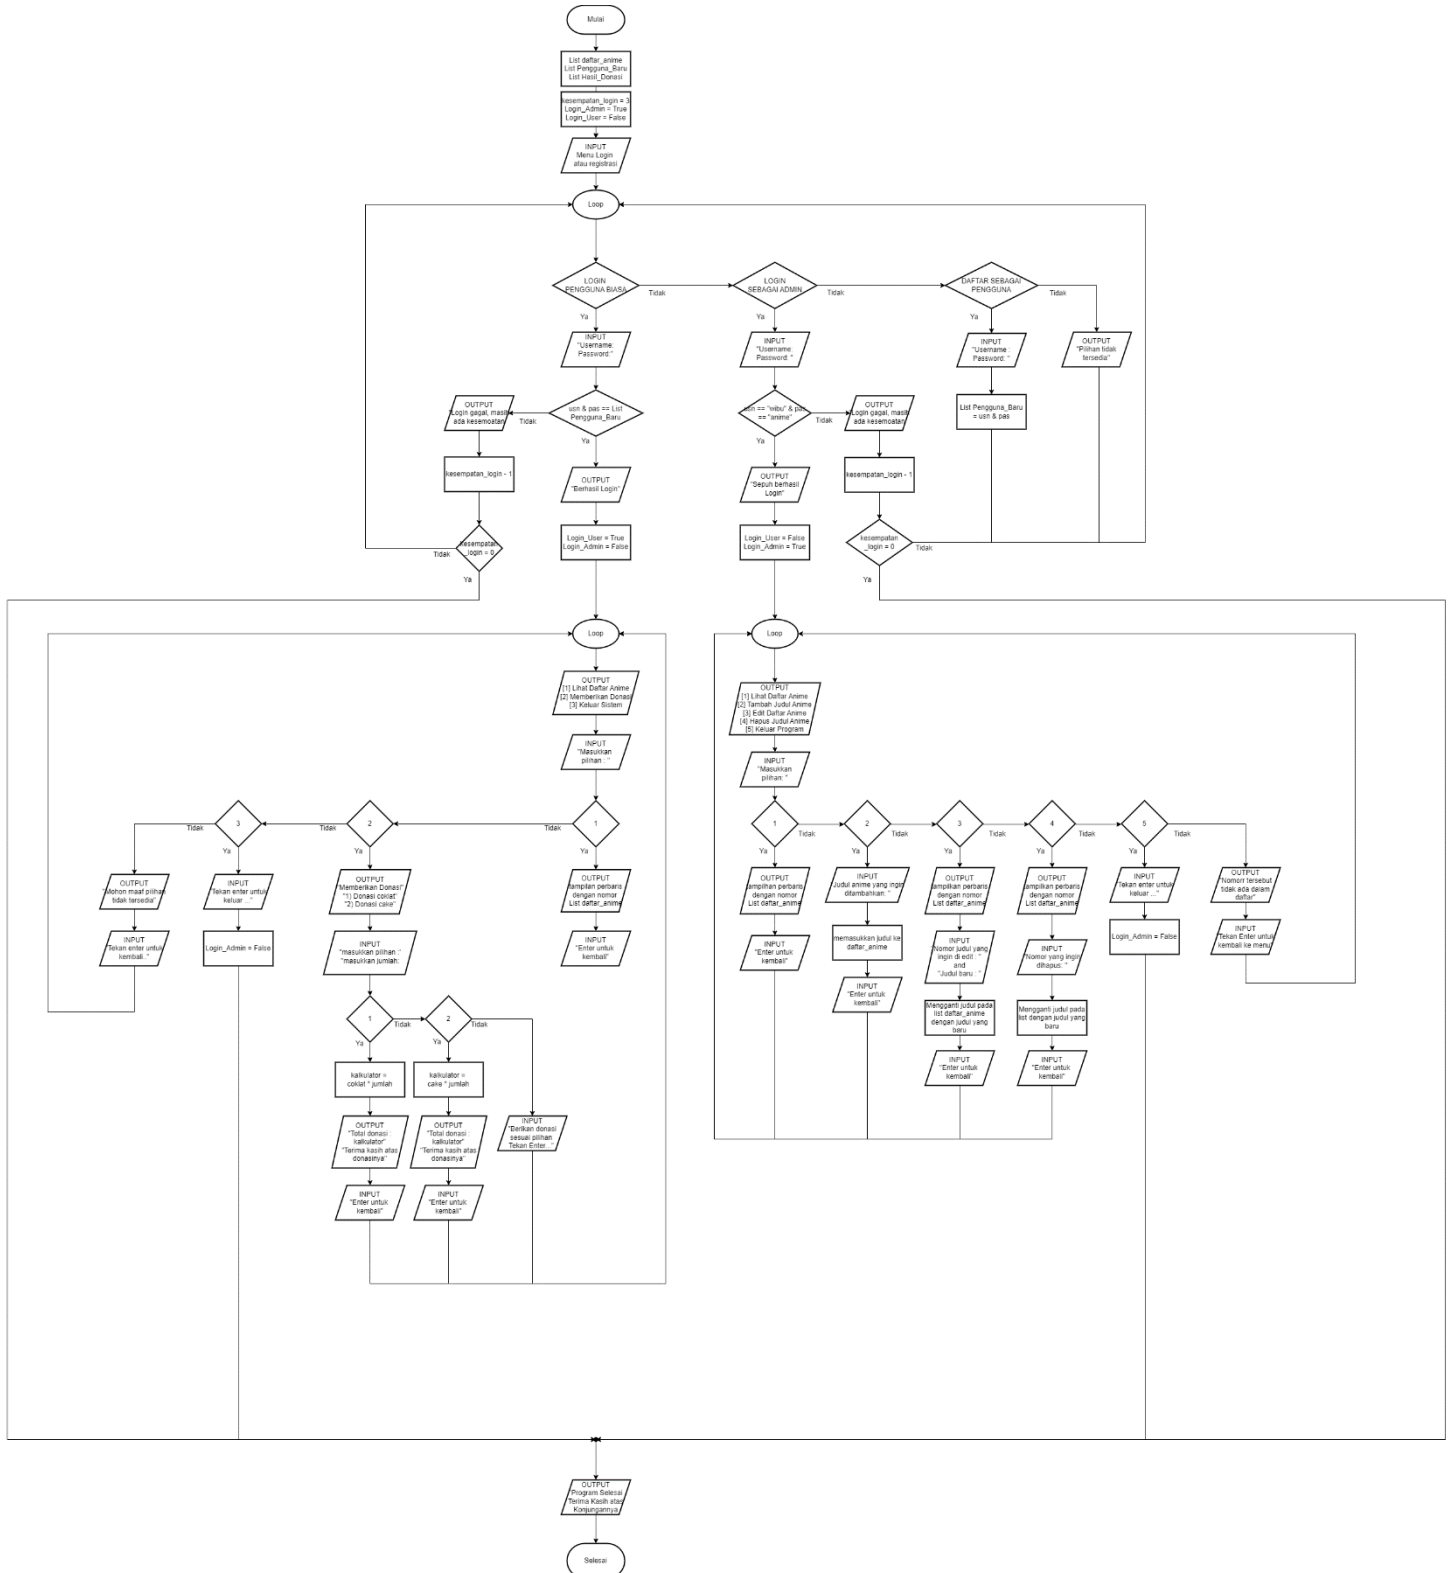 Mulai
List daftar_anime
List Pengguna_Baru
List Hasil_Donasi
kesempatan_login = 3
Login_Admin = True
Login_User = False
INPUT
Menu Login
atau registrasi
Loop
LOGIN
PENGGUNA BIASA
Tidak
Ya
LOGIN
SEBAGAI ADMIN
Tidak
Ya
DAFTAR SEBAGAI
PENGGUNA
Tidak
Ya
INPUT
"Username:
Password:"
INPUT
"Username:
Password: "
INPUT
"Username :
Password: "
OUTPUT
"Pilihan tidak
tersedia"
OUTPUT
"Login gagal, masih
ada kesemoatan
usn & pas == List
Pengguna_Baru
Tidak
Ya
usn == "wibu" & pas
== "anime"
Tidak
Ya
OUTPUT
"Login gagal, masih
ada kesemoatan
List Pengguna_Baru
= usn & pas
kesempatan_login - 1
OUTPUT
"Berhasil Login"
OUTPUT
"Sepuh berhasil
Login"
kesempatan_login - 1
kesempatan
_login = 0
Tidak
Ya
Login_User = True
Login_Admin = False
Login_User = False
Login_Admin = True
kesempatan
_login = 0
Tidak
Ya
Loop
Loop
OUTPUT
[1] Lihat Daftar Anime
[2] Memberikan Donasi
[3] Keluar Sistem
INPUT
"Masukkan
pilihan : "
OUTPUT
[1] Lihat Daftar Anime
[2] Tambah Judul Anime
[3] Edit Daftar Anime
[4] Hapus Judul Anime
[5] Keluar Program
INPUT
"Masukkan
pilihan: "
3
Tidak
Ya
2
Tidak
Ya
1
Tidak
Ya
1
Tidak
Ya
2
Tidak
Ya
3
Tidak
Ya
4
Tidak
Ya
5
Tidak
Ya
OUTPUT
"Mohon maaf pilihan
tidak tersedia"
INPUT
"Tekan enter untuk
keluar ..."
OUTPUT
"Memberikan Donasi"
"1) Donasi coklat
"2) Donasi cake"
OUTPUT
tampilan perbaris
dengan nomor
List daftar_anime
INPUT
"Tekan enter untuk
kembali.."
Login_Admin = False
INPUT
"masukkan pilihan :"
"masukkan jumlah:
INPUT
"Enter untuk
kembali"
1
Tidak
Ya
2
Tidak
Ya
kalkulator =
coklat * jumlah
kalkulator =
cake * jumlah
OUTPUT
"Total donasi :
kalkulator"
"Terima kasih atas
donasinya"
OUTPUT
"Total donasi :
kalkulator"
"Terima kasih atas
donasinya"
INPUT
"Berikan donasi
sesuai pilihan
Tekan Enter..."
INPUT
"Enter untuk
kembali"
INPUT
"Enter untuk
kembali"
OUTPUT
tampilhan perbaris
dengan nomor
List daftar_anime
INPUT
"Enter untuk
kembali"
INPUT
Judul anime yang ingin
ditambahkan: "
memasukkan judul ke
daftar_anime
INPUT
"Enter untuk
kembali"
OUTPUT
tampilkan perbaris
dengan nomor
List daftar_anime
INPUT
"Nomor judul yang
ingin di edit : "
and
"Judul baru : "
Mengganti judul pada
list daftar_anime
dengan judul yang
baru
INPUT
"Enter untuk
kembali"
OUTPUT
tampilkan perbaris
dengan nomor
List daftar_anime
INPUT
"Nomor yang ingin
dihapus: "
Mengganti judul pada
list dengan judul yang
baru
INPUT
"Enter untuk
kembali"
INPUT
"Tekan enter untuk
keluar ..."
Login_Admin = False
OUTPUT
"Nomorr tersebut
tidak ada dalam
daftar"
INPUT
"Tekan Enter untuk
kembali ke menu"
OUTPUT
"Program Selesai
Terima Kasih atas
Konjungannya
Selesai